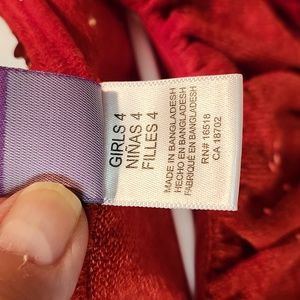 GIRLS 4
NIÑAS 4
FILLES 4
MADE IN BANGLADESH
HECHO EN BANGLADESH
FABRIQUÉ EN BANGLADESH
RN# 16518
CA 18702